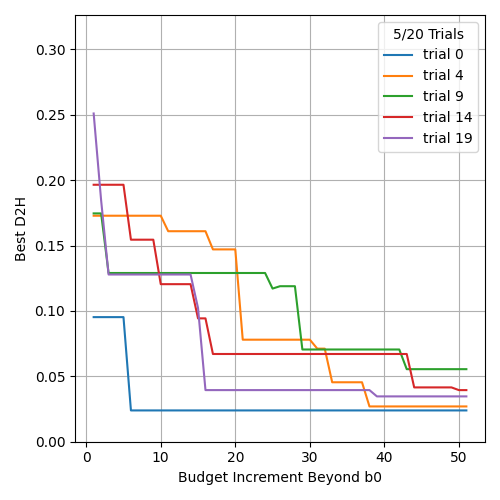 5/20 Trials
trial 0
trial 4
trial 9
trial 14
trial 19
Best D2H
0.30
0.25
0.20
0.15
0.10
0.05
0.00
0 10 20 30 40 50
Budget Increment Beyond b0